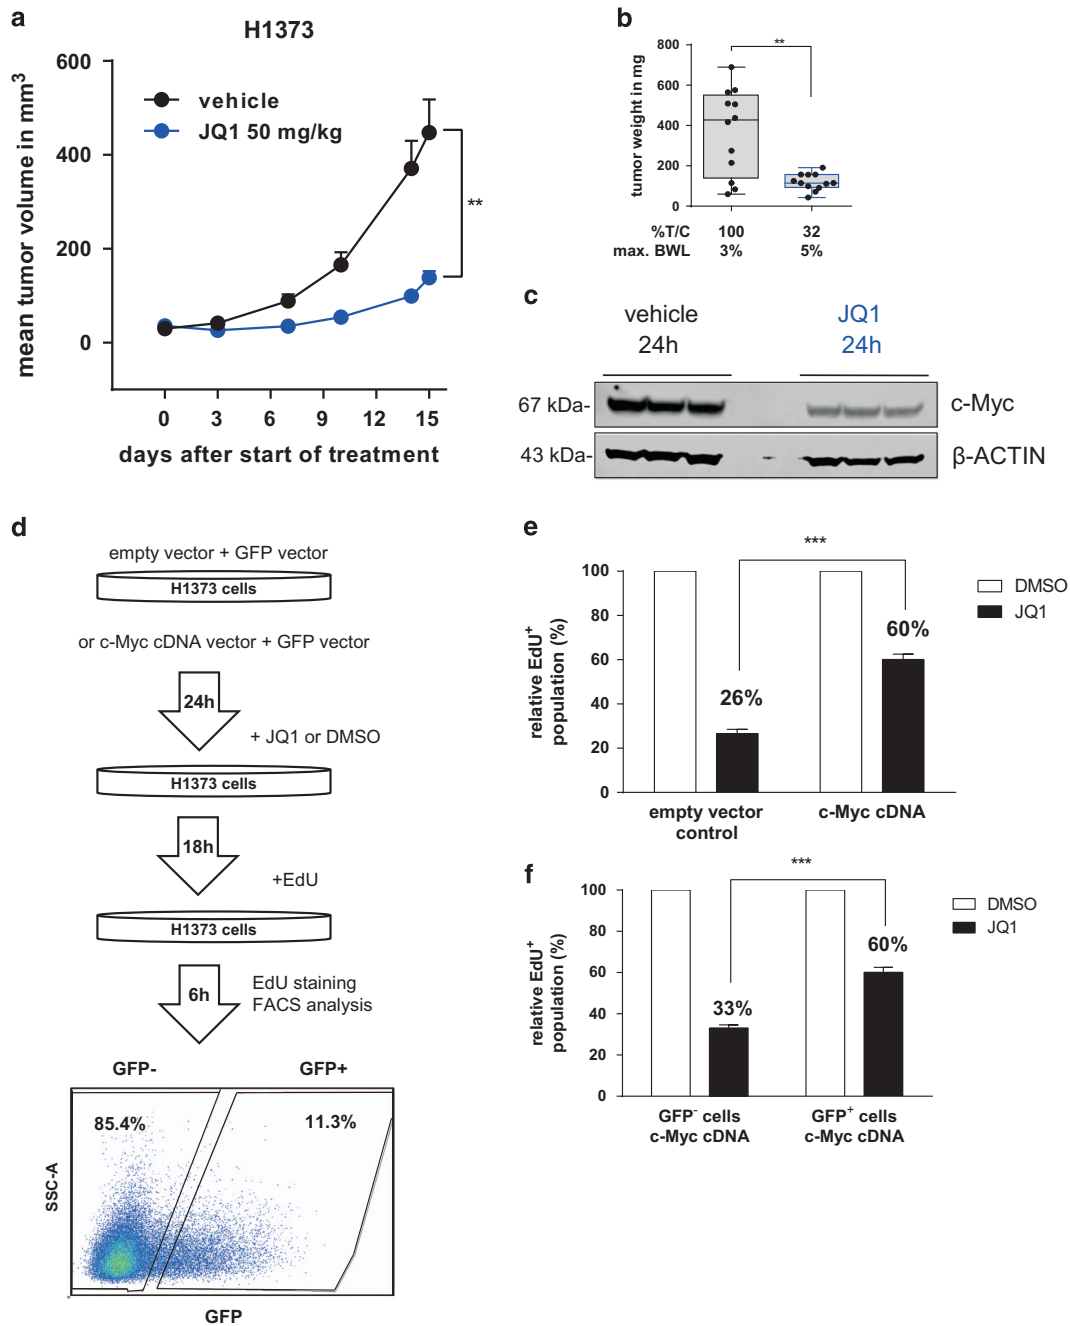 a
H1373
600
400
200
0
mean tumor volume in mm³
vehicle
JQ1 50 mg/kg
**
0 3 6 9 12 15
days after start of treatment
b
800
600
400
200
0
tumor weight in mg
**
%T/C 100 32
max. BWL 3% 5%
c
vehicle JQ1
24h 24h
67 kDa- c-Myc
43 kDa- β-ACTIN
d
empty vector + GFP vector
H1373 cells
or c-Myc cDNA vector + GFP vector
24h
+ JQ1 or DMSO
H1373 cells
18h
+EdU
H1373 cells
6h
EdU staining
FACS analysis
GFP- GFP+
85.4% 11.3%
SSC-A
GFP
e
***
100
80
60
40
20
0
relative EdU⁺
population (%)
26%
60%
DMSO
JQ1
empty vector
control
c-Myc cDNA
f
***
100
80
60
40
20
0
relative EdU⁺
population (%)
33%
60%
DMSO
JQ1
GFP⁻ cells
c-Myc cDNA
GFP⁺ cells
c-Myc cDNA